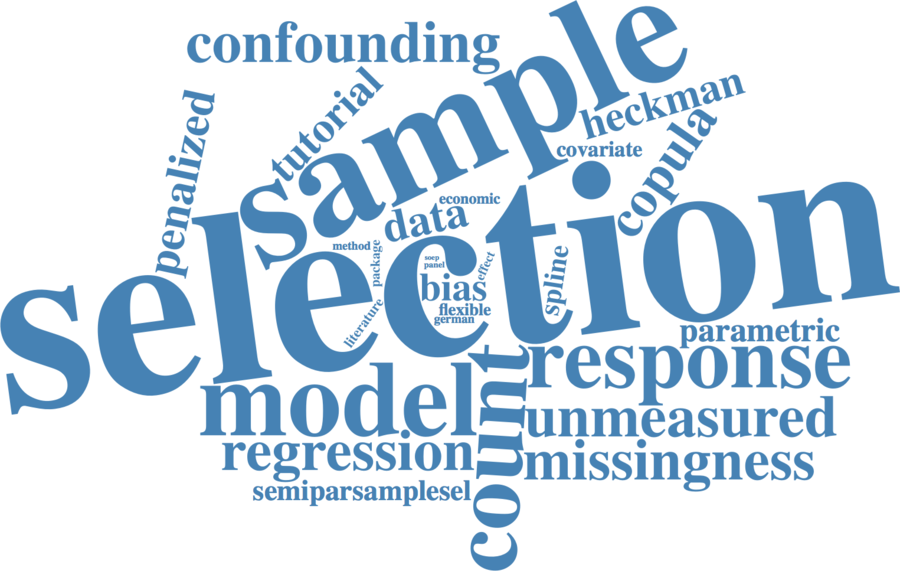 confounding
sample
heckman
tutorial
penalized
covariate
copula
selection
economic
data
method
package
soep
panel
effect
bias
spline
flexible
german
literature
parametric
response
model
count
unmeasured
regression
missingness
semiparsamplesel